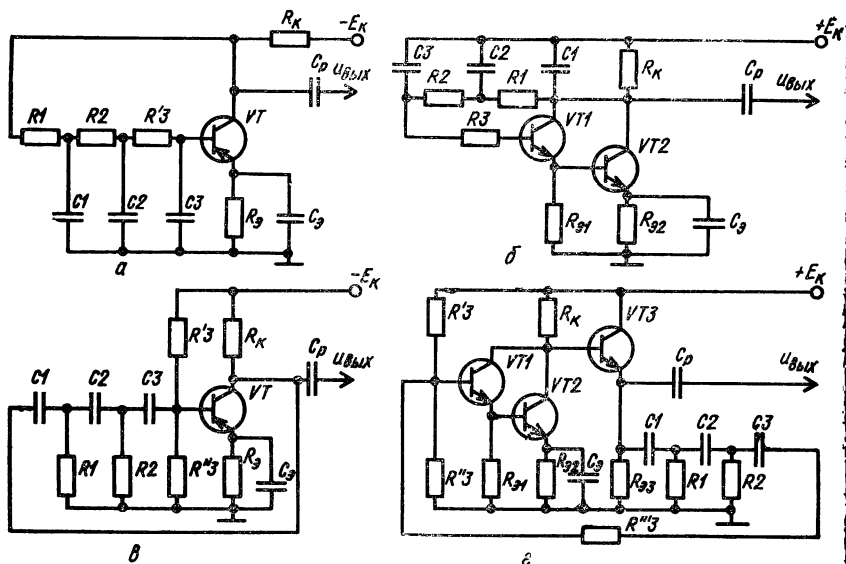 Rк -Eк
Cр uвых
R1 R2 R'3 VT
C1 C2 C3 Rэ Cэ
а
+Eк
C3 C2 C1 Rк
R2 R1 Cр uвых
R3 VT1 VT2
Rэ1 Rэ2 Cэ
б
-Eк
R'3 Rк
C1 C2 C3 VT Cр uвых
R1 R2 R''3 Rэ Cэ
в
+Eк
R'3 Rк VT3
VT1 VT2 Cр uвых
C1 C2 C3
R''3 Rэ1 Rэ2 Cэ Rэ3 R1 R2
R'''3
г